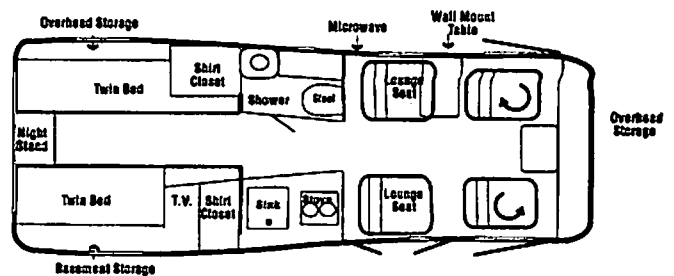 Overhead Storage
Microwave
Wall Mount
Table
Twin Bed
Shirt
Closet
Shower
Lounge
Seat
Overhead
Storage
Night
Stand
Twin Bed
T.V.
Shirt
Closet
Sink
Stove
Lounge
Seat
Basement Storage